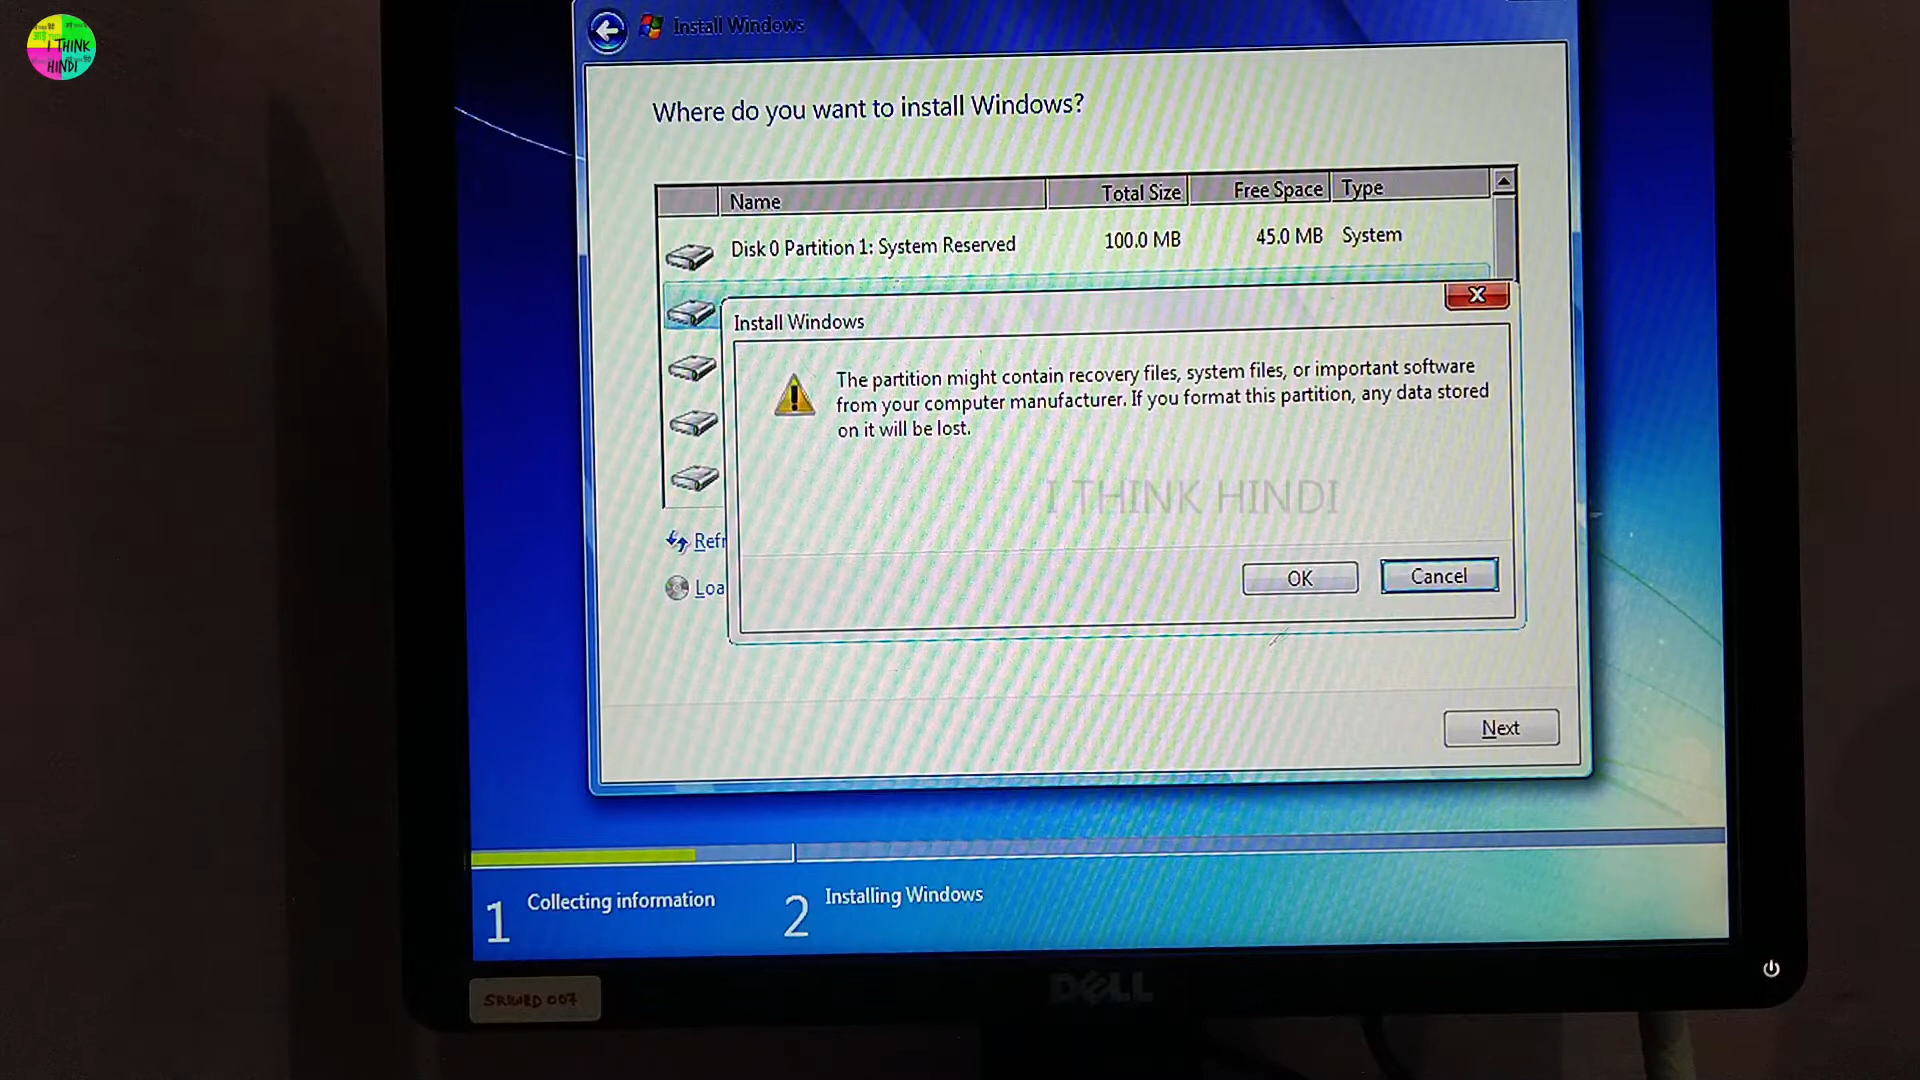 I THINK
HINDI
Install Windows
Where do you want to install Windows?
Name Total Size Free Space Type
Disk 0 Partition 1: System Reserved 100.0 MB 45.0 MB System
Install Windows
The partition might contain recovery files, system files, or important software
from your computer manufacturer. If you format this partition, any data stored
on it will be lost.
I THINK HINDI
OK Cancel
Refr
Loa
Next
1 Collecting information 2 Installing Windows
DELL